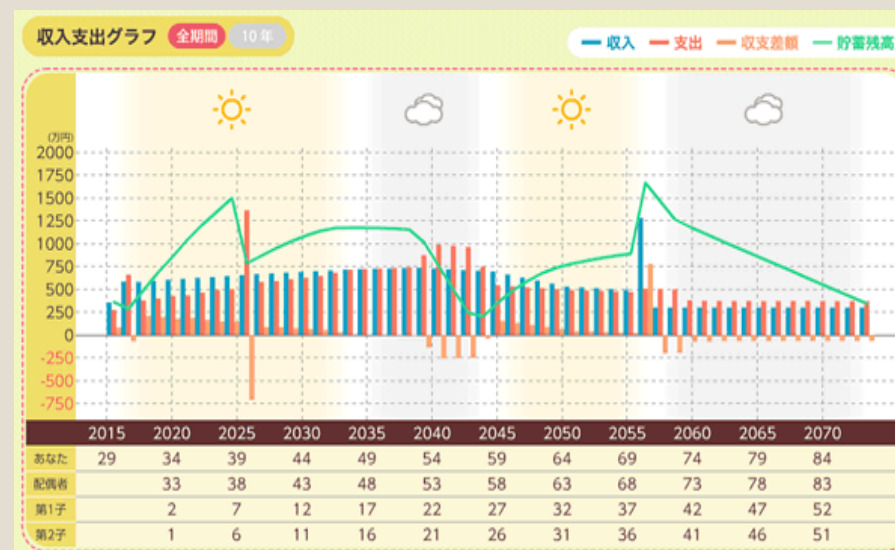 収入支出グラフ 全期間 10年
収入 支出 収支差額 貯蓄残高
(万円)
2000
1750
1500
1250
1000
750
500
250
0
-250
-500
-750
2015 2020 2025 2030 2035 2040 2045 2050 2055 2060 2065 2070
あなた 29 34 39 44 49 54 59 64 69 74 79 84
配偶者 33 38 43 48 53 58 63 68 73 78 83
第1子 2 7 12 17 22 27 32 37 42 47 52
第2子 1 6 11 16 21 26 31 36 41 46 51